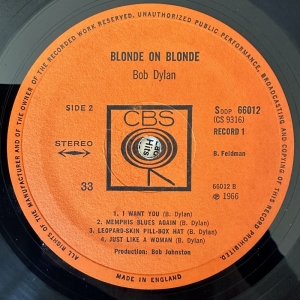 ALL RIGHTS OF THE MANUFACTURER AND OF THE OWNER OF THE RECORDED WORK RESERVED. UNAUTHORIZED PUBLIC PERFORMANCE, BROADCASTING AND COPYING OF THIS RECORD PROHIBITED.
BLONDE ON BLONDE
Bob Dylan
SIDE 2
SDDP 66012
(CS 9316)
RECORD 1
CBS
STEREO
B. Feldman
Hits
33
66012 B
℗ 1966
1. I WANT YOU (B. Dylan)
2. MEMPHIS BLUES AGAIN (B. Dylan)
3. LEOPARD-SKIN PILL-BOX HAT (B. Dylan)
4. JUST LIKE A WOMAN (B. Dylan)
Production: Bob Johnston
MADE IN ENGLAND